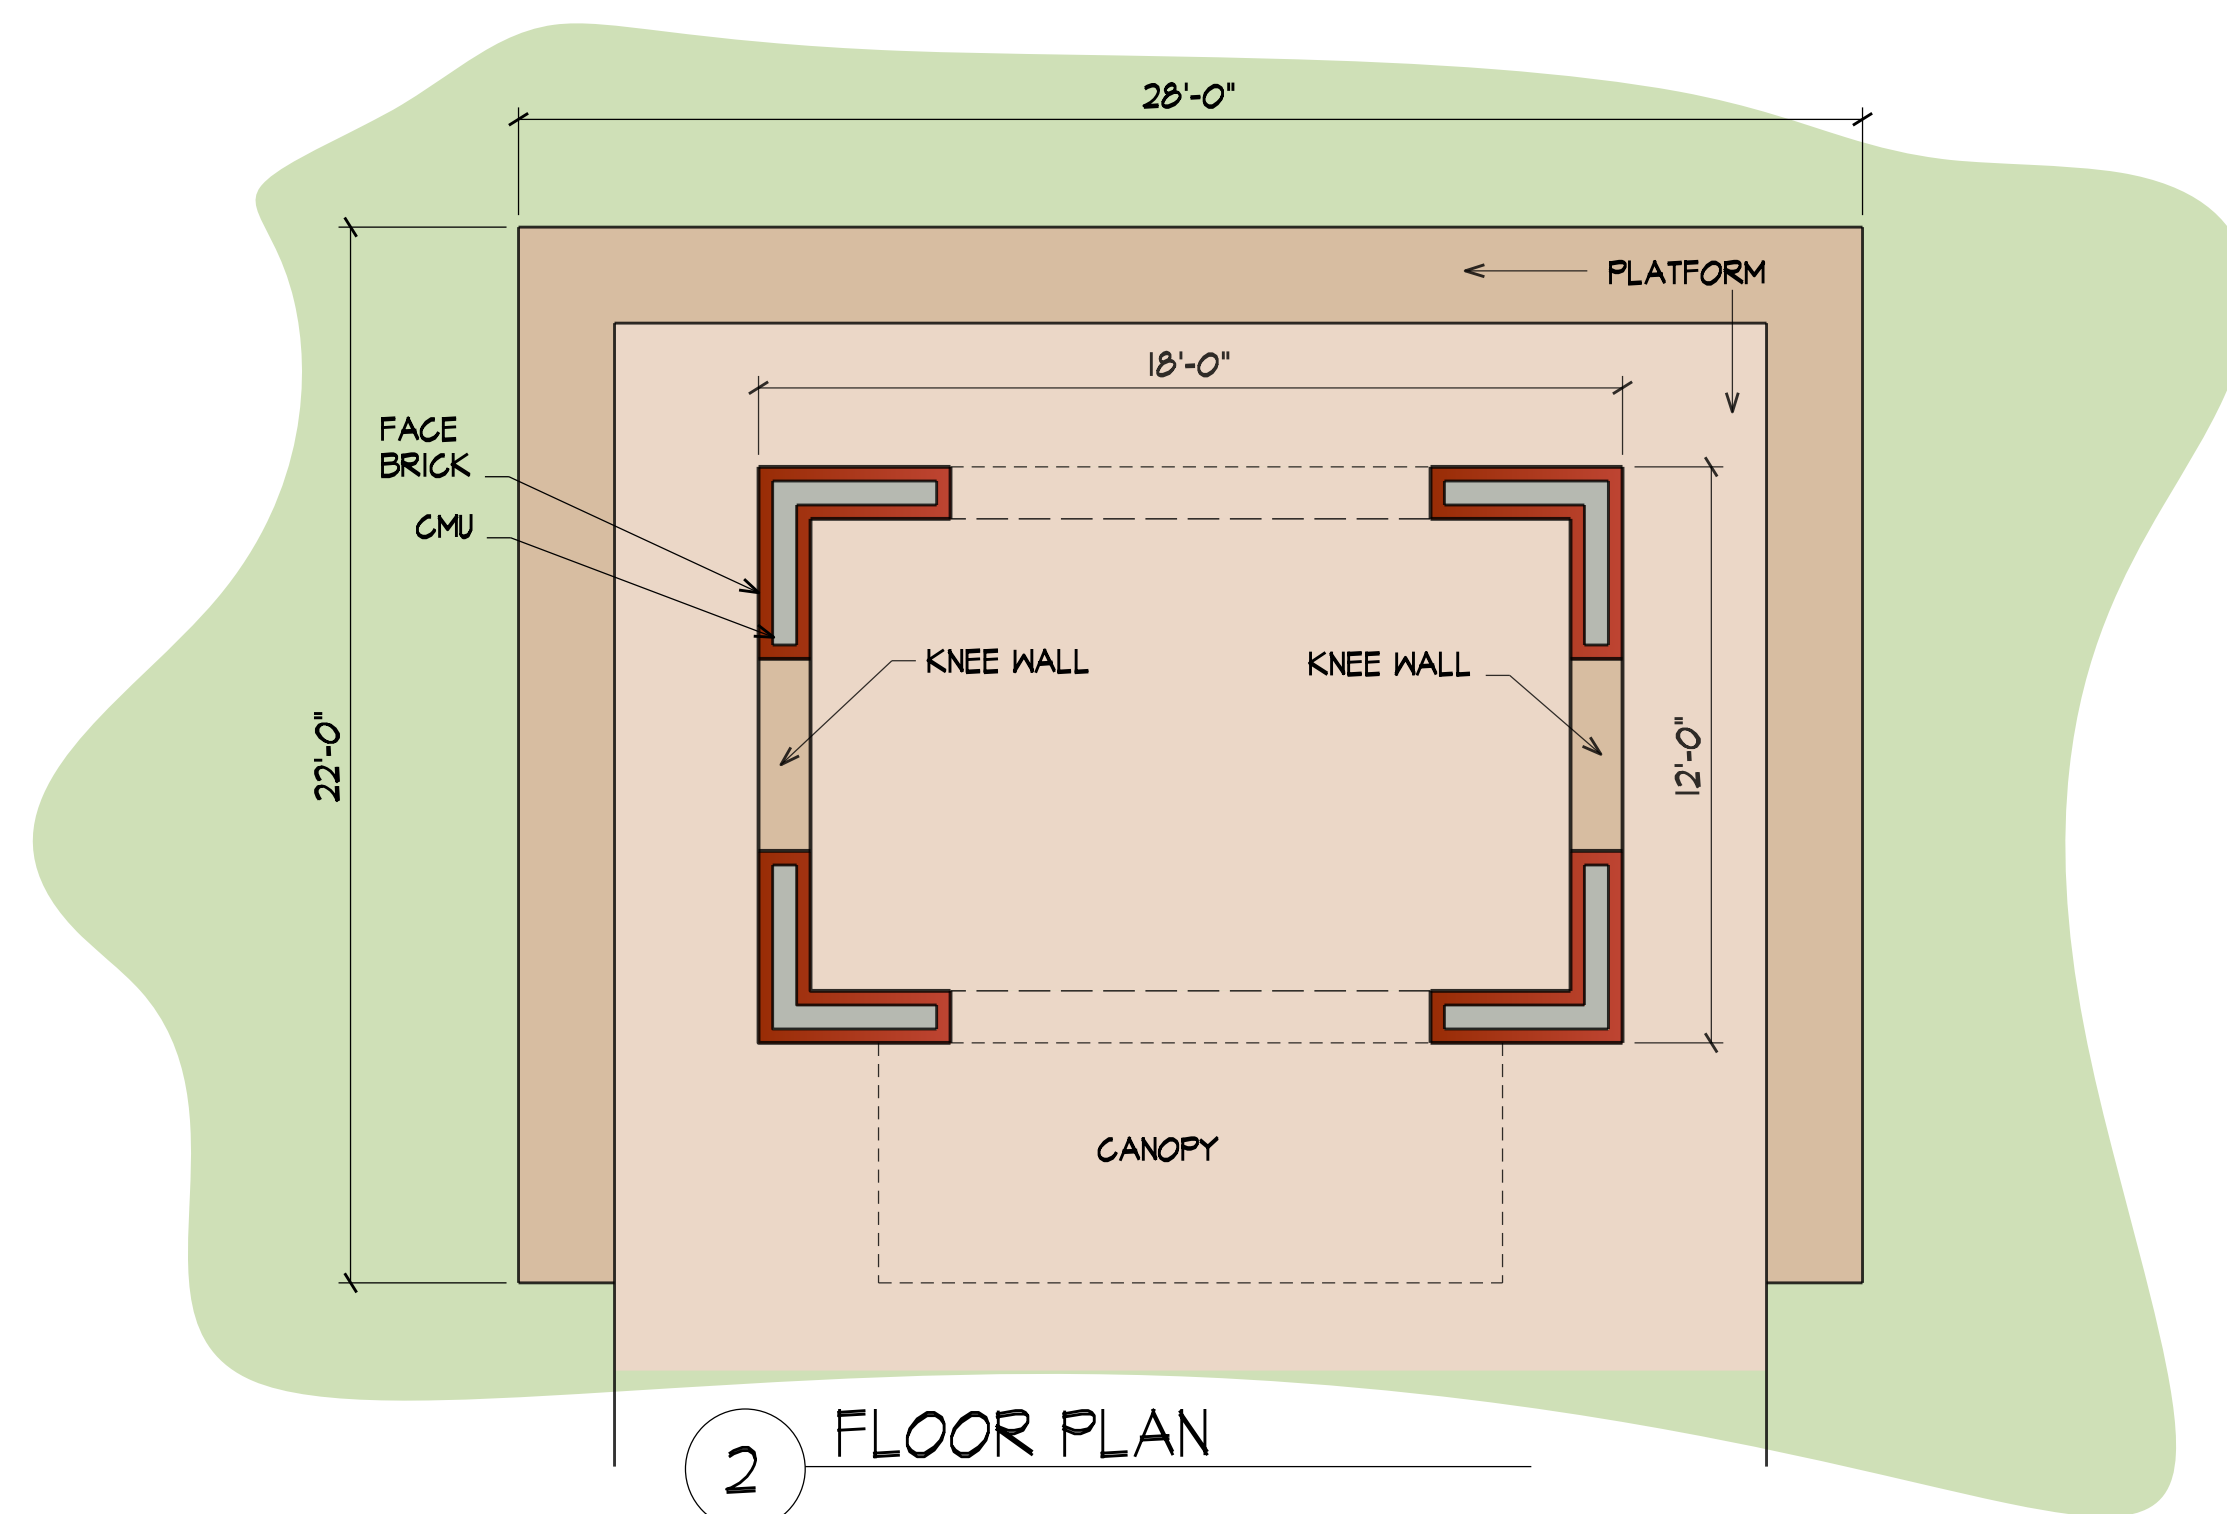 28'-0"
PLATFORM
18'-0"
FACE
BRICK
CMU
KNEE WALL
KNEE WALL
22'-0"
12'-0"
CANOPY
FLOOR PLAN
2